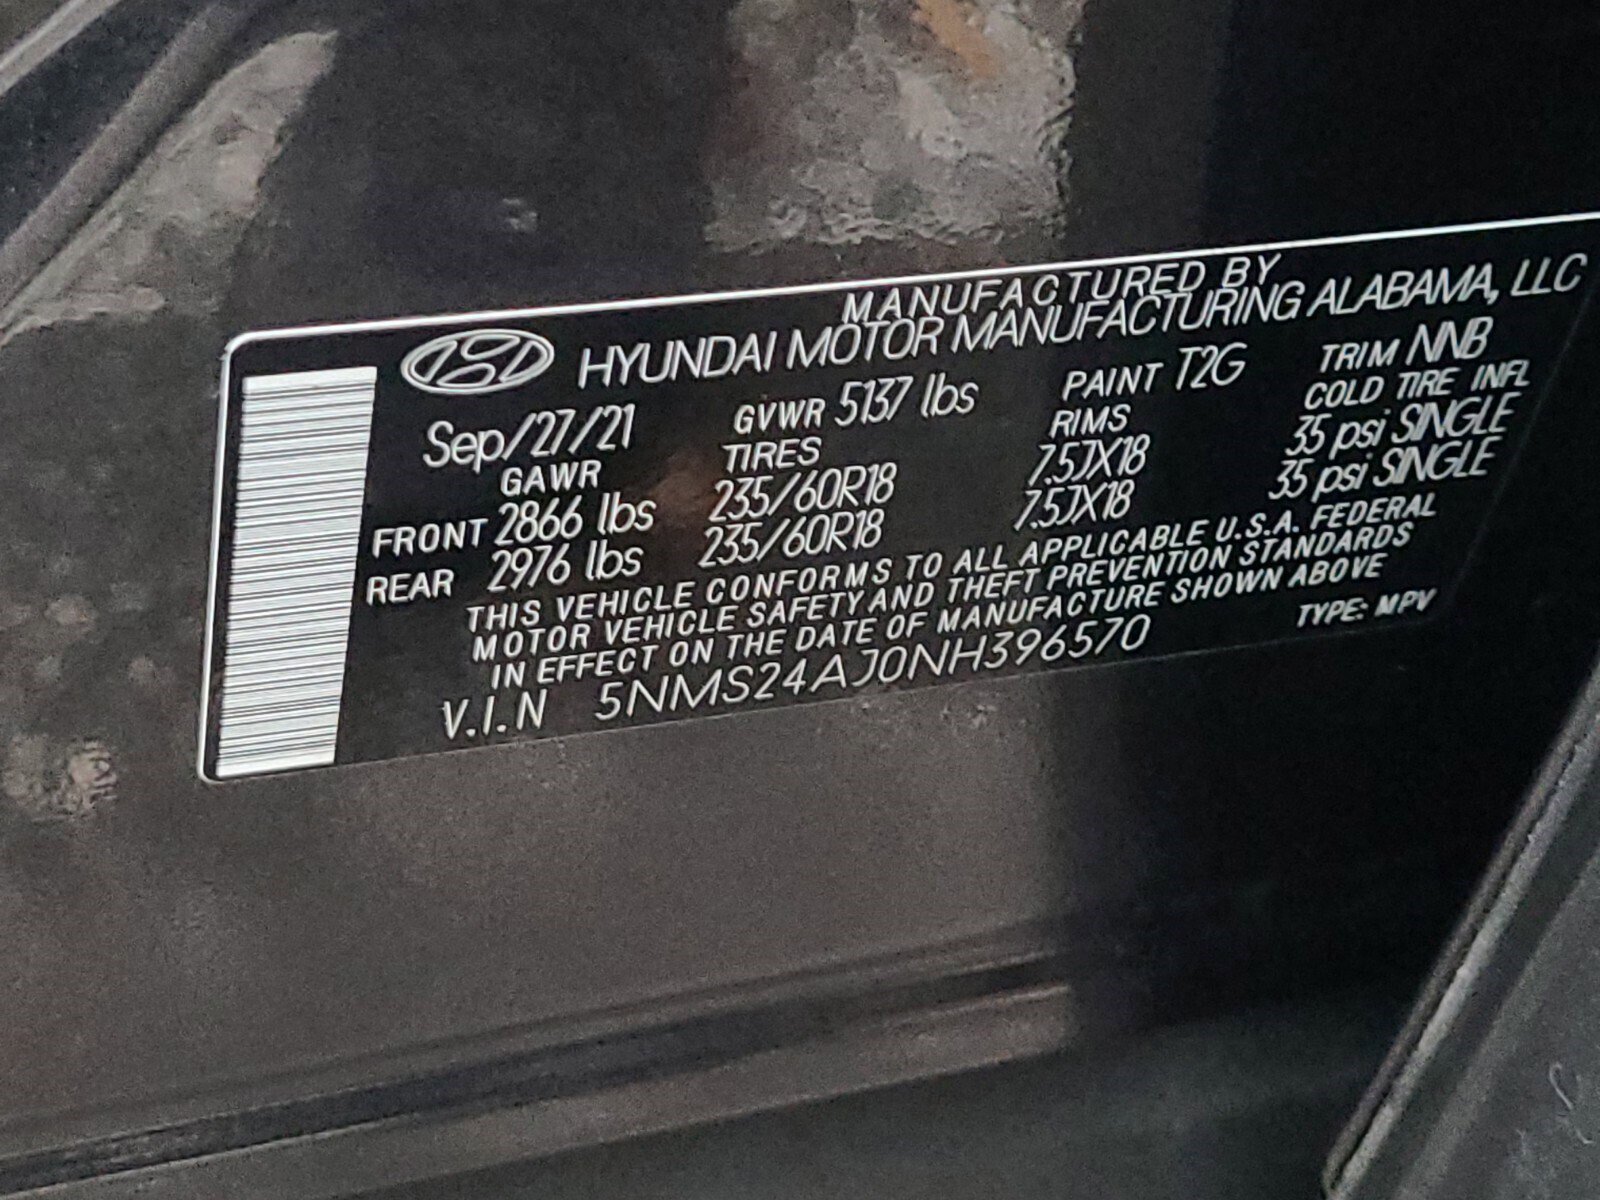 MANUFACTURED BY
HYUNDAI MOTOR MANUFACTURING ALABAMA, LLC
Sep/27/21 GVWR 5137 lbs PAINT T2G TRIM NNB
GAWR TIRES RIMS COLD TIRE INFL
FRONT 2866 lbs 235/60R18 7.5JX18 35 psi SINGLE
REAR 2976 lbs 235/60R18 7.5JX18 35 psi SINGLE
THIS VEHICLE CONFORMS TO ALL APPLICABLE U.S.A. FEDERAL
MOTOR VEHICLE SAFETY AND THEFT PREVENTION STANDARDS
IN EFFECT ON THE DATE OF MANUFACTURE SHOWN ABOVE
V.I.N 5NMS24AJ0NH396570 TYPE: MPV